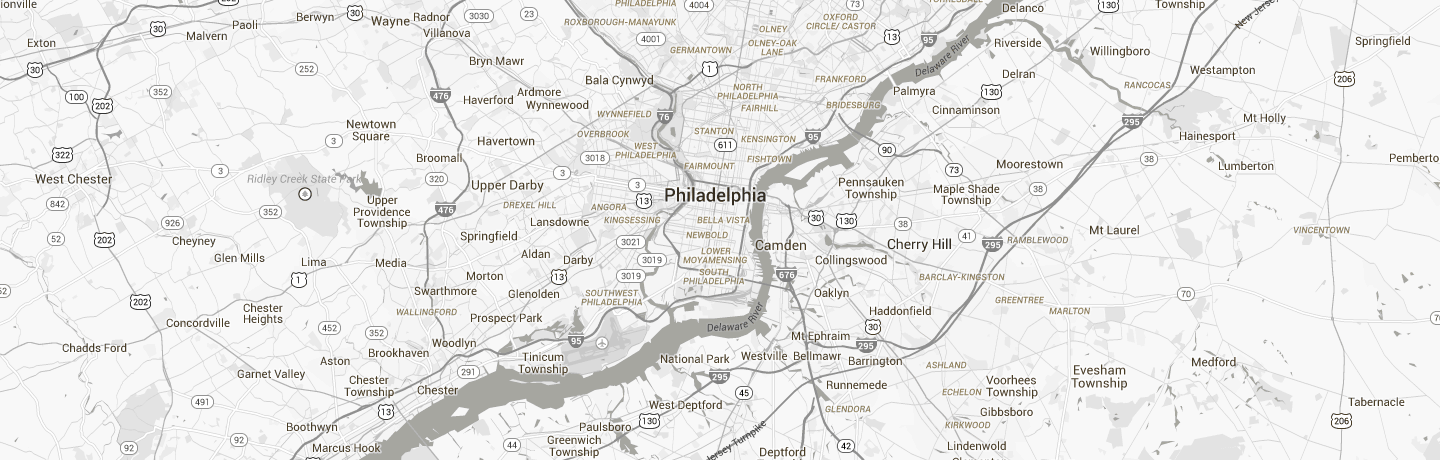 PHILADELPHIA
4004
73
OXFORD
CIRCLE/ CASTOR
Delanco
130
Township
Berwyn
30
Wayne
Radnor
3030
23
ROXBOROUGH-MANAYUNK
Paoli
30
Malvern
Villanova
4001
OLNEY
OLNEY-OAK
LANE
13
95
Delaware River
Riverside
Willingboro
New Jersey
Springfield
Exton
30
252
Bryn Mawr
GERMANTOWN
1
Bala Cynwyd
FRANKFORD
Delran
Westampton
206
100
202
352
476
Haverford
Ardmore
Wynnewood
NORTH
PHILADELPHIA
FAIRHILL
BRIDESBURG
Palmyra
130
Cinnaminson
RANCOCAS
WYNNEFIELD
76
Newtown
Square
3
Havertown
OVERBROOK
STANTON
KENSINGTON
95
295
Hainesport
Mt Holly
322
Broomall
3018
WEST
PHILADELPHIA
611
FISHTOWN
90
Moorestown
38
Lumberton
Pemberto
West Chester
3
Ridley Creek State Park
320
Upper Darby
3
FAIRMOUNT
73
842
352
Upper
Providence
Township
476
DREXEL HILL
3
13
Philadelphia
Pennsauken
Township
Maple Shade
Township
38
926
ANGORA
KINGSESSING
BELLA VISTA
30
130
38
52
202
Cheyney
Springfield
Lansdowne
3021
NEWBOLD
Camden
Cherry Hill
41
295
RAMBLEWOOD
Mt Laurel
VINCENTOWN
Glen Mills
Lima
Media
Aldan
Darby
3019
LOWER
MOYAMENSING
Collingswood
1
Morton
13
3019
SOUTH
PHILADELPHIA
676
BARCLAY-KINGSTON
202
Swarthmore
Glenolden
SOUTHWEST
PHILADELPHIA
Oaklyn
GREENTREE
70
Chester
Heights
WALLINGFORD
Prospect Park
Delaware River
Haddonfield
MARLTON
Concordville
452
352
Woodlyn
95
30
Mt Ephraim
Chadds Ford
Brookhaven
Aston
Tinicum
Township
National Park
Westville
Bellmawr
295
Barrington
ASHLAND
Medford
Garnet Valley
291
295
Evesham
Township
Chester
Township
Chester
45
Runnemede
ECHELON
Voorhees
Township
491
13
West Deptford
GLENDORA
Gibbsboro
Tabernacle
Boothwyn
Paulsboro
130
KIRKWOOD
206
92
92
Marcus Hook
44
Greenwich
Township
Jersey Turnpike
Deptford
42
Lindenwold